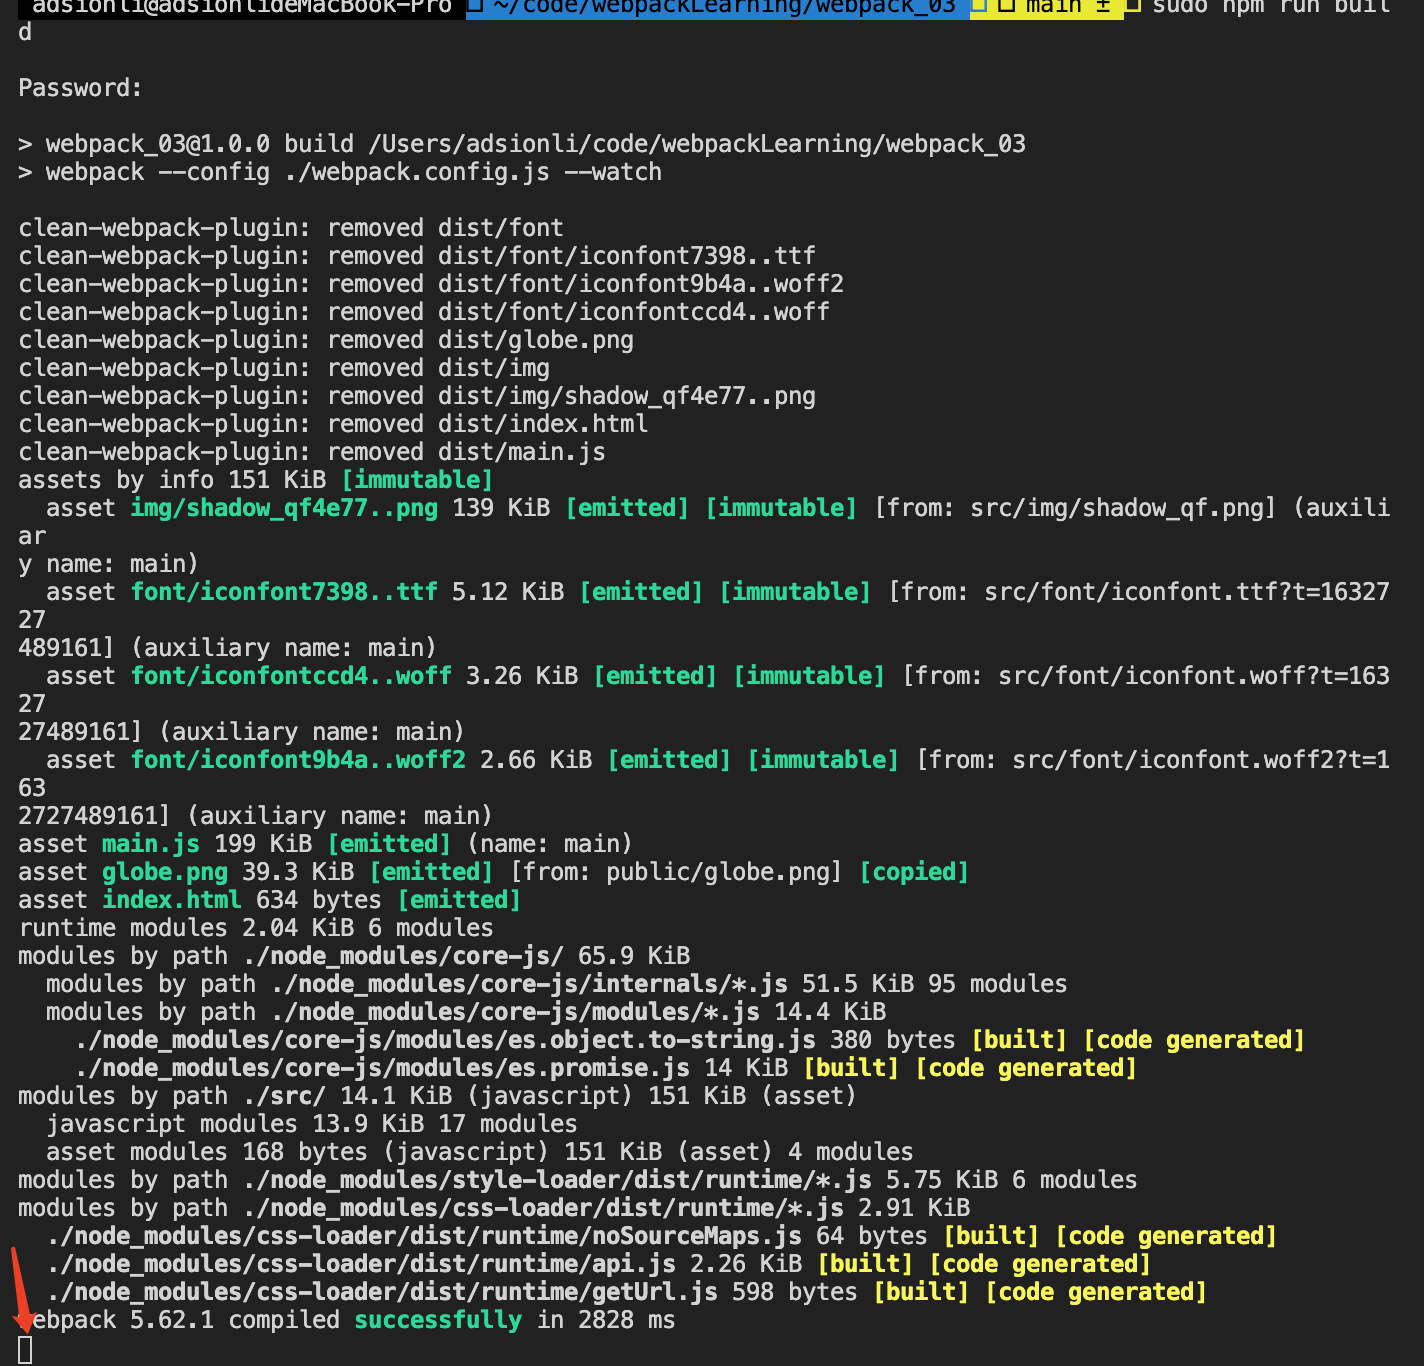 adsionli@adsionlideMacBook-Pro ~/code/webpackLearning/webpack_03 main ± sudo npm run buil
d
Password:
> webpack_03@1.0.0 build /Users/adsionli/code/webpackLearning/webpack_03
> webpack --config ./webpack.config.js --watch
clean-webpack-plugin: removed dist/font
clean-webpack-plugin: removed dist/font/iconfont7398..ttf
clean-webpack-plugin: removed dist/font/iconfont9b4a..woff2
clean-webpack-plugin: removed dist/font/iconfontccd4..woff
clean-webpack-plugin: removed dist/globe.png
clean-webpack-plugin: removed dist/img
clean-webpack-plugin: removed dist/img/shadow_qf4e77..png
clean-webpack-plugin: removed dist/index.html
clean-webpack-plugin: removed dist/main.js
assets by info 151 KiB [immutable]
  asset img/shadow_qf4e77..png 139 KiB [emitted] [immutable] [from: src/img/shadow_qf.png] (auxili
ar
y name: main)
  asset font/iconfont7398..ttf 5.12 KiB [emitted] [immutable] [from: src/font/iconfont.ttf?t=16327
27
489161] (auxiliary name: main)
  asset font/iconfontccd4..woff 3.26 KiB [emitted] [immutable] [from: src/font/iconfont.woff?t=163
27
27489161] (auxiliary name: main)
  asset font/iconfont9b4a..woff2 2.66 KiB [emitted] [immutable] [from: src/font/iconfont.woff2?t=1
63
2727489161] (auxiliary name: main)
asset main.js 199 KiB [emitted] (name: main)
asset globe.png 39.3 KiB [emitted] [from: public/globe.png] [copied]
asset index.html 634 bytes [emitted]
runtime modules 2.04 KiB 6 modules
modules by path ./node_modules/core-js/ 65.9 KiB
  modules by path ./node_modules/core-js/internals/*.js 51.5 KiB 95 modules
  modules by path ./node_modules/core-js/modules/*.js 14.4 KiB
    ./node_modules/core-js/modules/es.object.to-string.js 380 bytes [built] [code generated]
    ./node_modules/core-js/modules/es.promise.js 14 KiB [built] [code generated]
modules by path ./src/ 14.1 KiB (javascript) 151 KiB (asset)
  javascript modules 13.9 KiB 17 modules
  asset modules 168 bytes (javascript) 151 KiB (asset) 4 modules
modules by path ./node_modules/style-loader/dist/runtime/*.js 5.75 KiB 6 modules
modules by path ./node_modules/css-loader/dist/runtime/*.js 2.91 KiB
  ./node_modules/css-loader/dist/runtime/noSourceMaps.js 64 bytes [built] [code generated]
  ./node_modules/css-loader/dist/runtime/api.js 2.26 KiB [built] [code generated]
  ./node_modules/css-loader/dist/runtime/getUrl.js 598 bytes [built] [code generated]
webpack 5.62.1 compiled successfully in 2828 ms